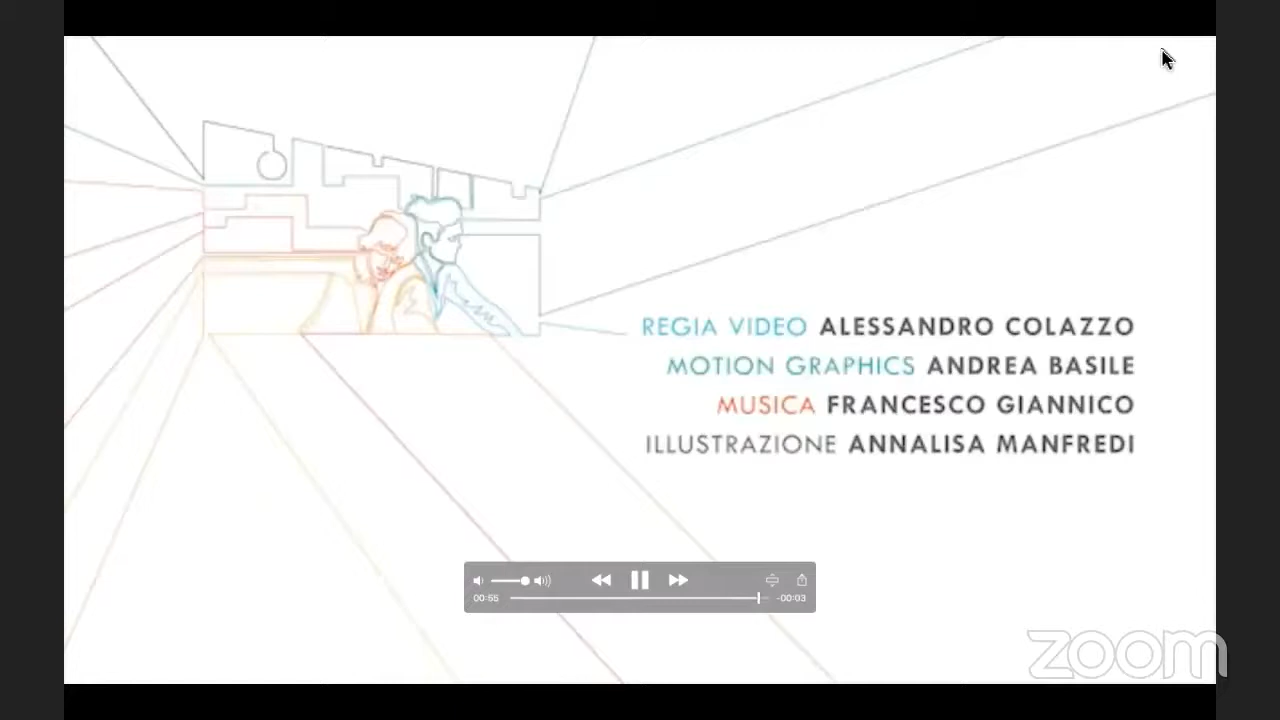 REGIA VIDEO ALESSANDRO COLAZZO
MOTION GRAPHICS ANDREA BASILE
MUSICA FRANCESCO GIANNICO
ILLUSTRAZIONE ANNALISA MANFREDI
00:55
-00:03
zoom